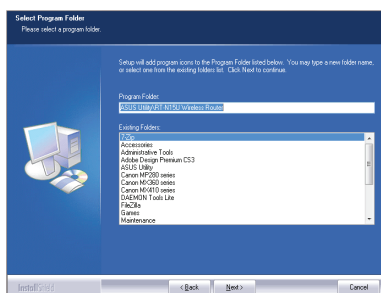 Select Program Folder
Please select a program folder.
Setup will add program icons to the Program Folder listed below. You may type a new folder name,
or select one from the existing folders list. Click Next to continue.
Program Folder:
ASUS Utility\RT-N15U Wireless Router
Existing Folders:
7-Zip
Accessories
Administrative Tools
Adobe Design Premium CS3
ASUS Utility
Canon MP280 series
Canon MX360 series
Canon MX410 series
DAEMON Tools Lite
FileZilla
Games
Maintenance
InstallShield
< Back
Next >
Cancel